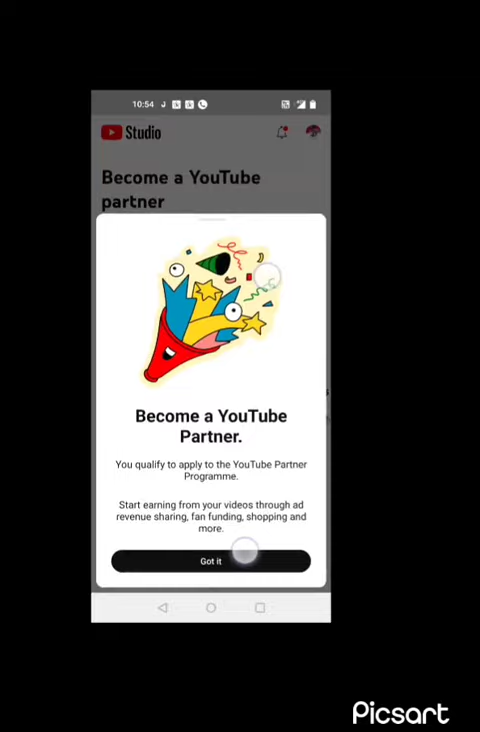 10:54
Studio
Become a YouTube
partner
Become a YouTube
Partner.
You qualify to apply to the YouTube Partner
Programme.
Start earning from your videos through ad
revenue sharing, fan funding, shopping and
more.
Got it
Picsart